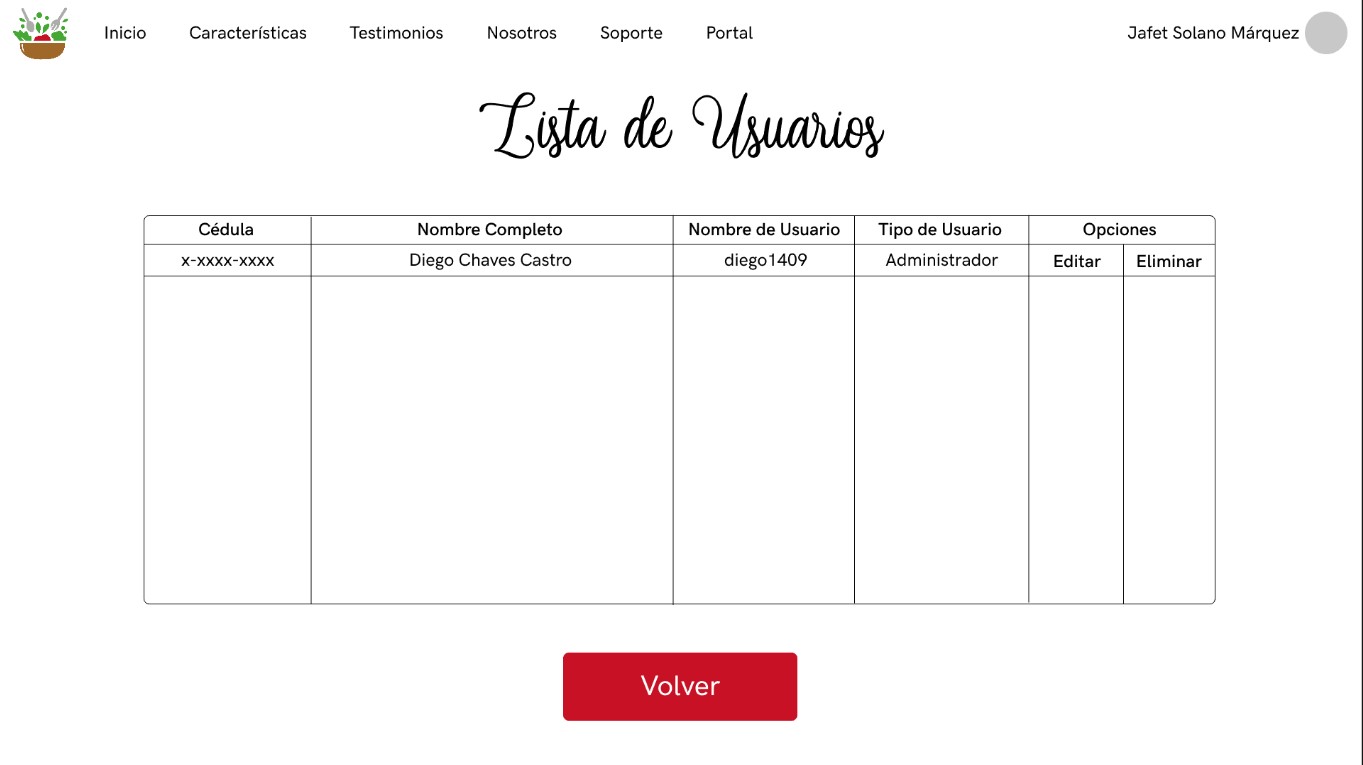 Inicio Características Testimonios Nosotros Soporte Portal Jafet Solano Márquez
Lista de Usuarios
Cédula Nombre Completo Nombre de Usuario Tipo de Usuario Opciones
x-xxxx-xxxx Diego Chaves Castro diego1409 Administrador Editar Eliminar
Volver